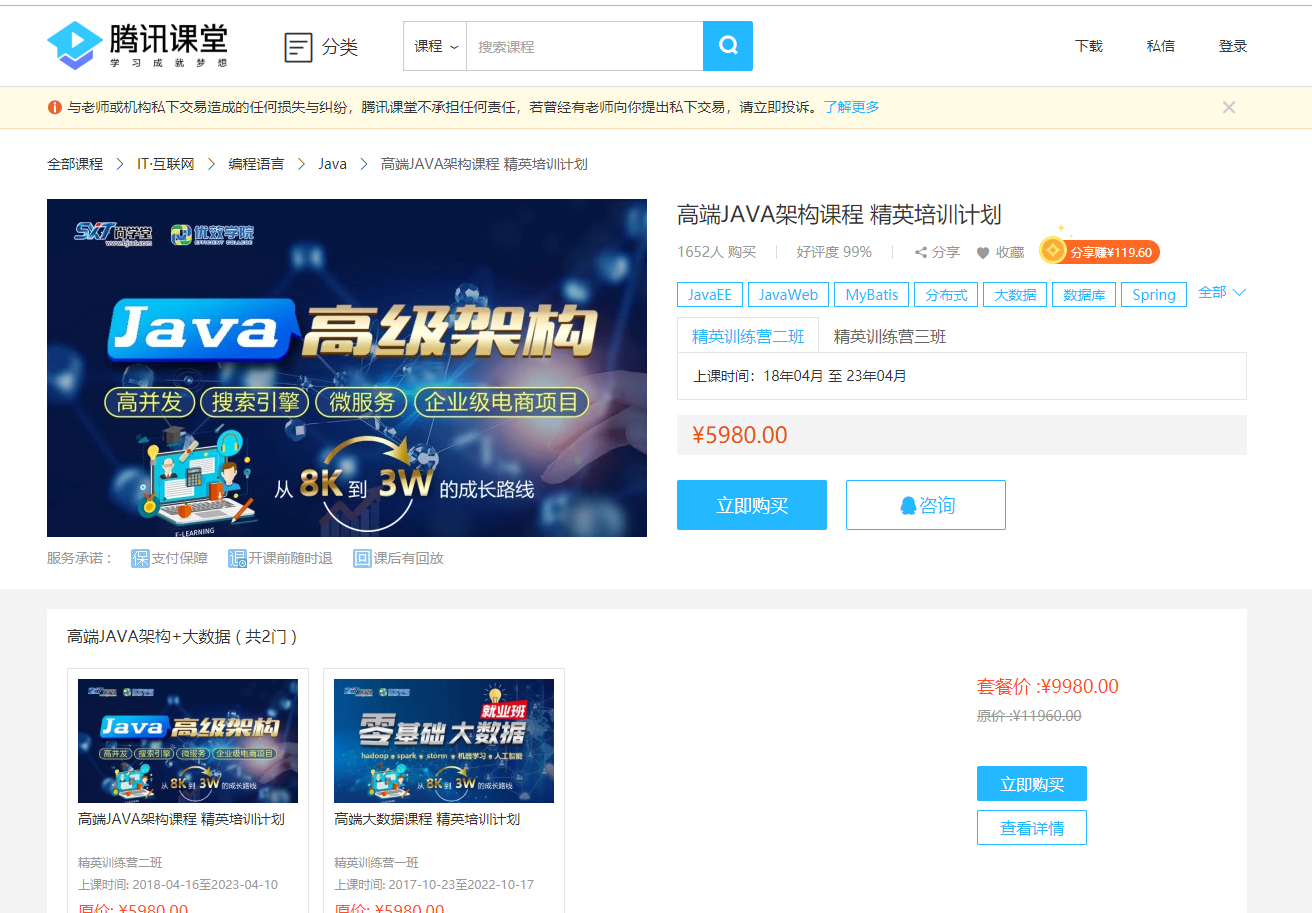 腾讯课堂
学习成就梦想
分类
课程
搜索课程
下载
私信
登录
与老师或机构私下交易造成的任何损失与纠纷，腾讯课堂不承担任何责任，若曾经有老师向你提出私下交易，请立即投诉。了解更多
全部课程 > IT·互联网 > 编程语言 > Java > 高端JAVA架构课程 精英培训计划
SXT尚学堂
www.bjsxt.com
优效学院
EFFICIENT COLLEGE
Java 高级架构
高并发 搜索引擎 微服务 企业级电商项目
从 8K 到 3W 的成长路线
E-LEARNING
服务承诺： 保 支付保障 退 开课前随时退 回 课后有回放
高端JAVA架构课程 精英培训计划
1652人 购买
好评度 99%
分享
收藏
分享赚¥119.60
JavaEE JavaWeb MyBatis 分布式 大数据 数据库 Spring 全部
精英训练营二班 精英训练营三班
上课时间：18年04月 至 23年04月
¥5980.00
立即购买
咨询
高端JAVA架构+大数据 ( 共2门 )
Java 高级架构
高并发 搜索引擎 微服务 企业级电商项目
从 8K 到 3W 的成长路线
高端JAVA架构课程 精英培训计划
精英训练营二班
上课时间: 2018-04-16至2023-04-10
原价: ¥5980.00
就业班
零基础 大数据
hadoop spark storm 机器学习 人工智能
从 8K 到 3W 的成长路线
高端大数据课程 精英培训计划
精英训练营一班
上课时间: 2017-10-23至2022-10-17
原价: ¥5980.00
套餐价 :¥9980.00
原价 :¥11960.00
立即购买
查看详情